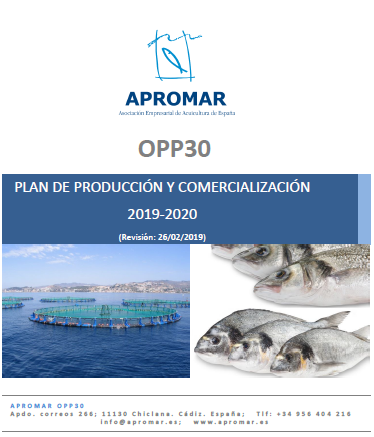 APROMAR
Asociación Empresarial de Acuicultura de España
OPP30
PLAN DE PRODUCCIÓN Y COMERCIALIZACIÓN
2019-2020
(Revisión: 26/02/2019)
APROMAR OPP30
Apdo. correos 266; 11130 Chiclana. Cádiz. España; Tlf: +34 956 404 216
info@apromar.es; www.apromar.es